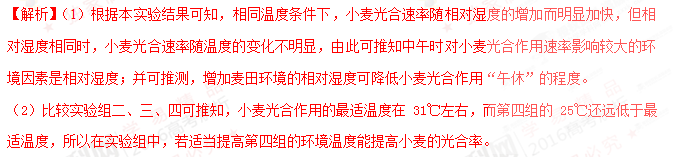 【解析】（1）根据本实验结果可知，相同温度条件下，小麦光合速率随相对湿度的增加而明显加快，但相
对湿度相同时，小麦光合速率随温度的变化不明显，由此可推知中午时对小麦光合作用速率影响较大的环
境因素是相对湿度；并可推测，增加麦田环境的相对湿度可降低小麦光合作用“午休”的程度。
（2）比较实验组二、三、四可推知，小麦光合作用的最适温度在 31℃左右，而第四组的 25℃还远低于最
适温度，所以在实验组中，若适当提高第四组的环境温度能提高小麦的光合率。